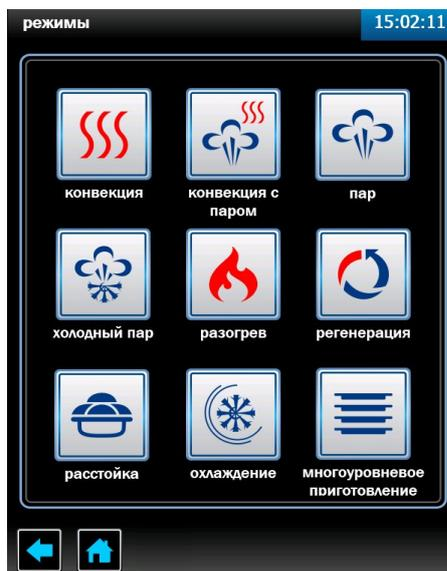 режимы 15:02:11
конвекция
конвекция с
паром
пар
холодный пар
разогрев
регенерация
расстойка
охлаждение
многоуровневое
приготовление